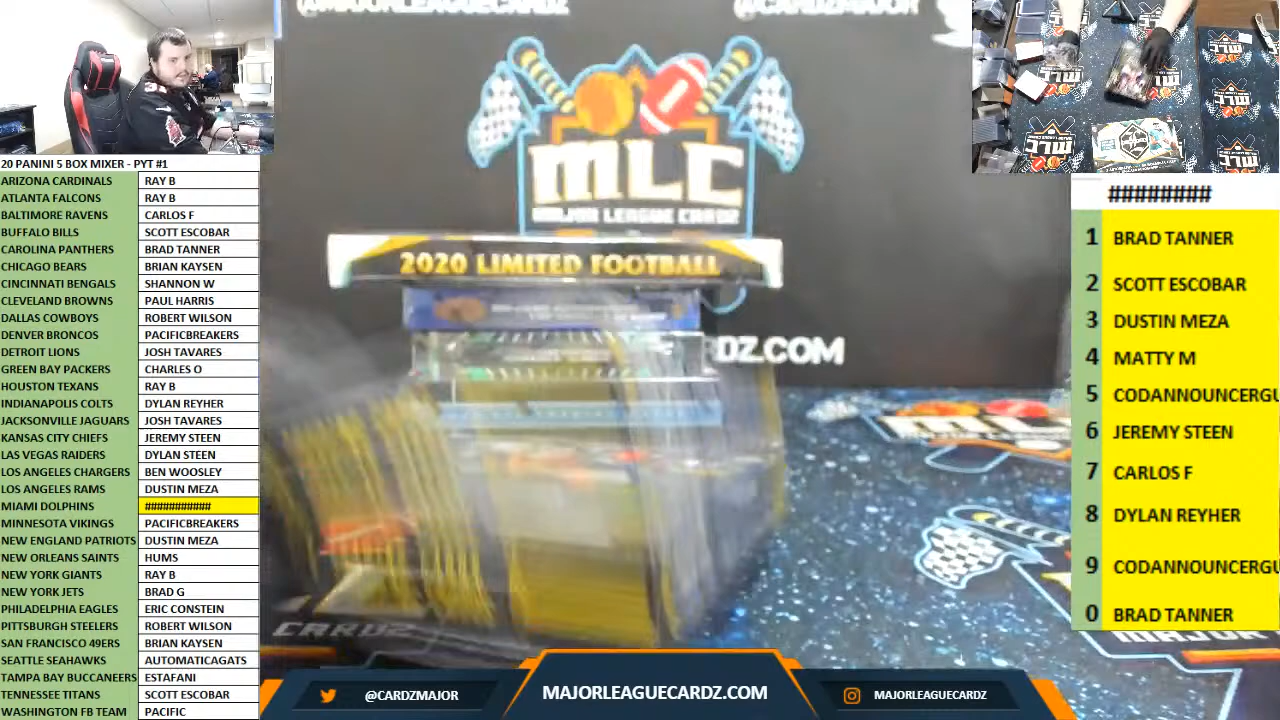 @MAJORLEAGUECARDZ
@CARDZMAJOR
MLC
MAJOR LEAGUE CARDZ
2020 LIMITED FOOTBALL
DZ.COM
MLC
CARDZ
MAJOR
20 PANINI 5 BOX MIXER - PYT #1
ARIZONA CARDINALS RAY B
ATLANTA FALCONS RAY B
BALTIMORE RAVENS CARLOS F
BUFFALO BILLS SCOTT ESCOBAR
CAROLINA PANTHERS BRAD TANNER
CHICAGO BEARS BRIAN KAYSEN
CINCINNATI BENGALS SHANNON W
CLEVELAND BROWNS PAUL HARRIS
DALLAS COWBOYS ROBERT WILSON
DENVER BRONCOS PACIFICBREAKERS
DETROIT LIONS JOSH TAVARES
GREEN BAY PACKERS CHARLES O
HOUSTON TEXANS RAY B
INDIANAPOLIS COLTS DYLAN REYHER
JACKSONVILLE JAGUARS JOSH TAVARES
KANSAS CITY CHIEFS JEREMY STEEN
LAS VEGAS RAIDERS DYLAN STEEN
LOS ANGELES CHARGERS BEN WOOSLEY
LOS ANGELES RAMS DUSTIN MEZA
MIAMI DOLPHINS ###########
MINNESOTA VIKINGS PACIFICBREAKERS
NEW ENGLAND PATRIOTS DUSTIN MEZA
NEW ORLEANS SAINTS HUMS
NEW YORK GIANTS RAY B
NEW YORK JETS BRAD G
PHILADELPHIA EAGLES ERIC CONSTEIN
PITTSBURGH STEELERS ROBERT WILSON
SAN FRANCISCO 49ERS BRIAN KAYSEN
SEATTLE SEAHAWKS AUTOMATICAGATS
TAMPA BAY BUCCANEERS ESTAFANI
TENNESSEE TITANS SCOTT ESCOBAR
WASHINGTON FB TEAM PACIFIC
########
1 BRAD TANNER
2 SCOTT ESCOBAR
3 DUSTIN MEZA
4 MATTY M
5 CODANNOUNCERGU
6 JEREMY STEEN
7 CARLOS F
8 DYLAN REYHER
9 CODANNOUNCERGU
0 BRAD TANNER
@CARDZMAJOR
MAJORLEAGUECARDZ.COM
MAJORLEAGUECARDZ